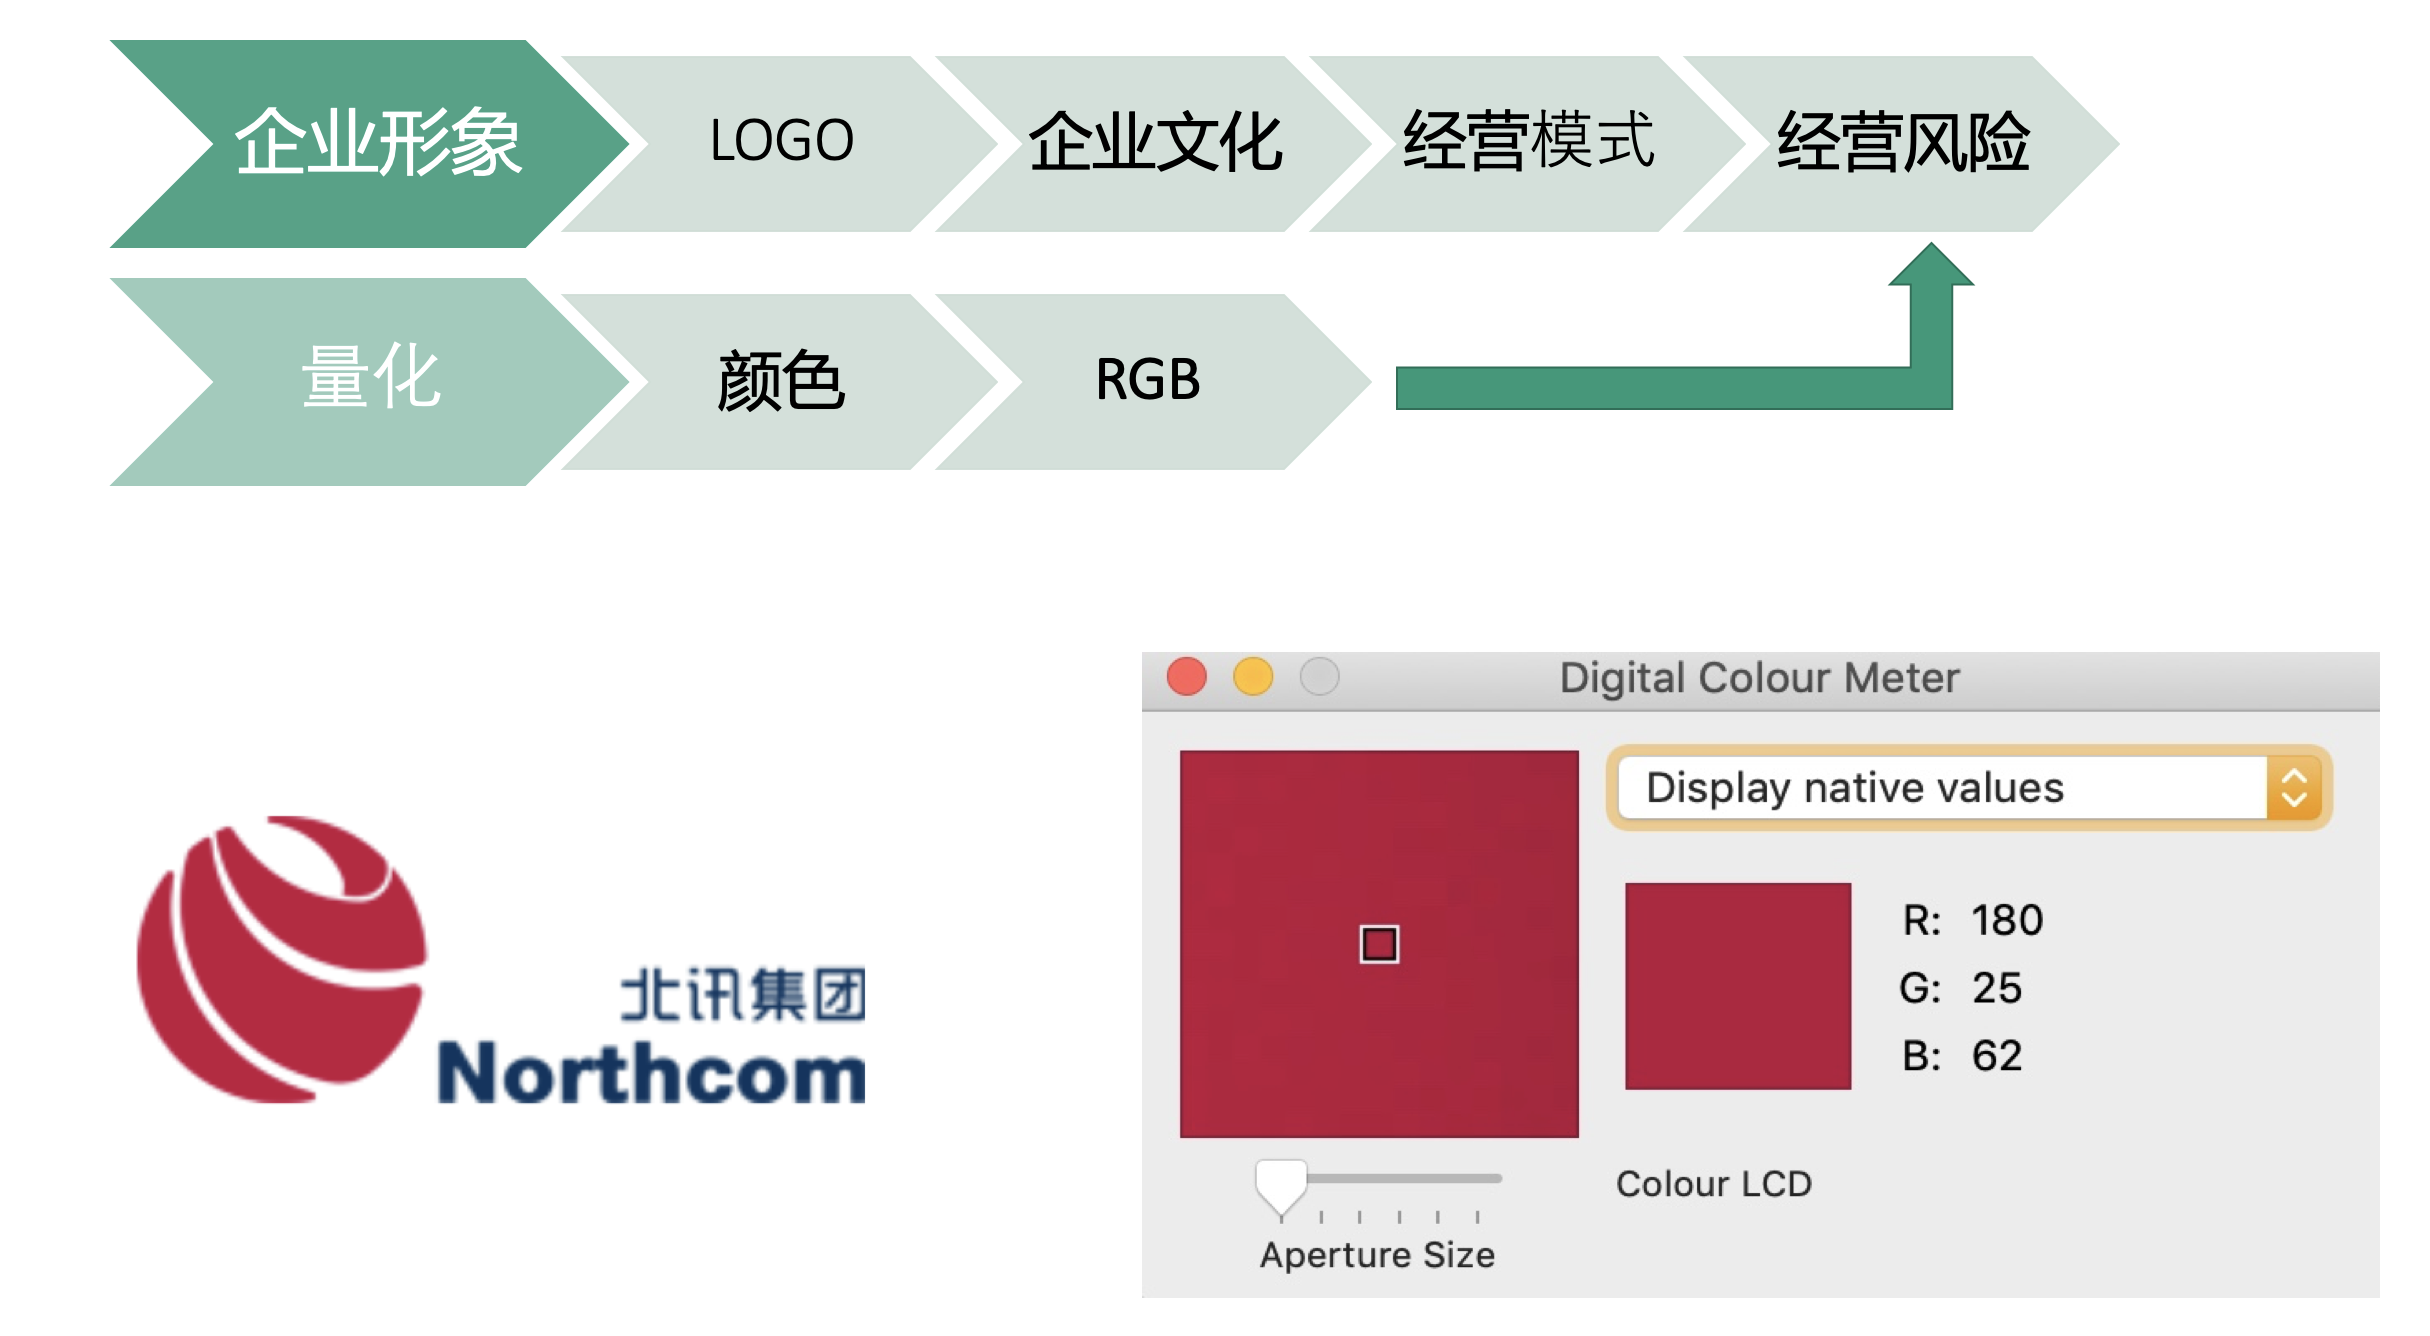 企业形象
LOGO
企业文化
经营模式
经营风险
量化
颜色
RGB
北讯集团
Northcom
Digital Colour Meter
Display native values
R: 180
G: 25
B: 62
Colour LCD
Aperture Size